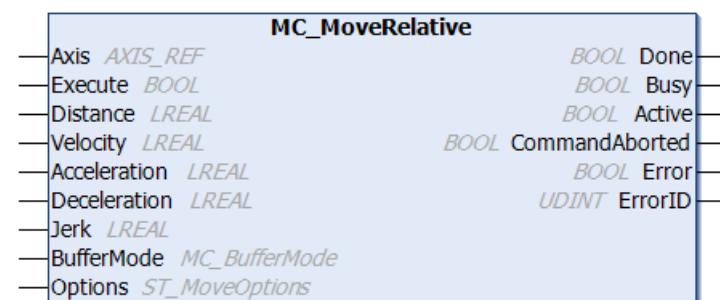 MC_MoveRelative
Axis AXIS_REF BOOL Done
Execute BOOL BOOL Busy
Distance LREAL BOOL Active
Velocity LREAL BOOL CommandAborted
Acceleration LREAL BOOL Error
Deceleration LREAL UDINT ErrorID
Jerk LREAL
BufferMode MC_BufferMode
Options ST_MoveOptions